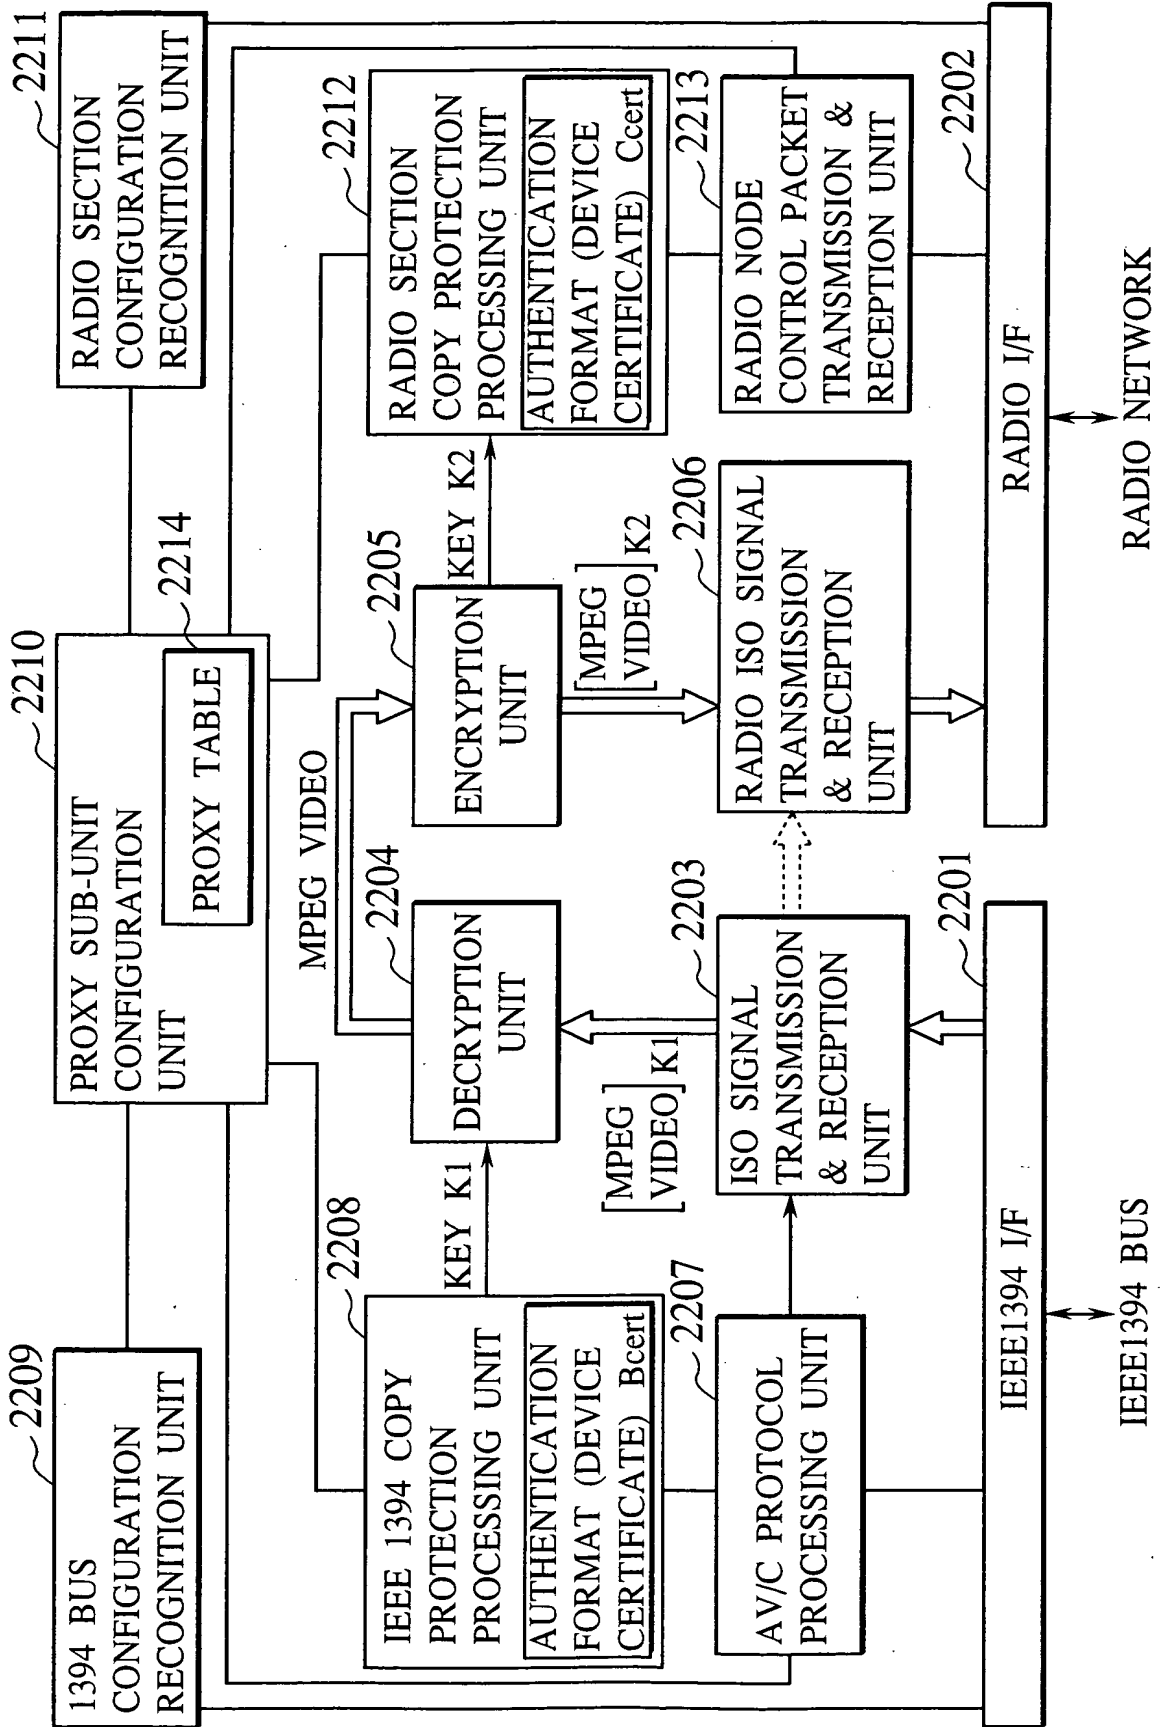 2209
1394 BUS
CONFIGURATION
RECOGNITION UNIT
2210
PROXY SUB-UNIT
CONFIGURATION
UNIT
2214
PROXY TABLE
2211
RADIO SECTION
CONFIGURATION
RECOGNITION UNIT
MPEG VIDEO
2208
IEEE 1394 COPY
PROTECTION
PROCESSING UNIT
AUTHENTICATION
FORMAT (DEVICE
CERTIFICATE) Bcert
KEY K1
2204
DECRYPTION
UNIT
2205
ENCRYPTION
UNIT
KEY K2
2212
RADIO SECTION
COPY PROTECTION
PROCESSING UNIT
AUTHENTICATION
FORMAT (DEVICE
CERTIFICATE) Ccert
[MPEG
VIDEO]K1
[MPEG
VIDEO]K2
2207
AV/C PROTOCOL
PROCESSING UNIT
2203
ISO SIGNAL
TRANSMISSION
& RECEPTION
UNIT
2206
RADIO ISO SIGNAL
TRANSMISSION
& RECEPTION
UNIT
2213
RADIO NODE
CONTROL PACKET
TRANSMISSION &
RECEPTION UNIT
2201
IEEE1394 I/F
2202
RADIO I/F
IEEE1394 BUS
RADIO NETWORK